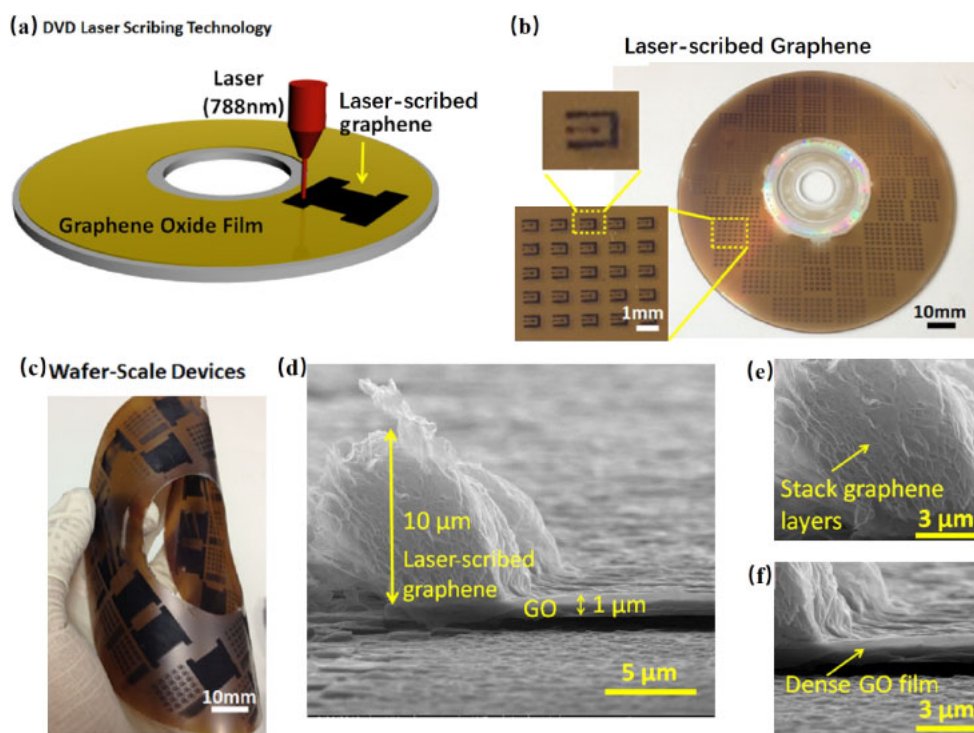 (a) DVD Laser Scribing Technology
Laser
(788nm)
Laser-scribed
graphene
Graphene Oxide Film
(b)
Laser-scribed Graphene
1mm
10mm
(c) Wafer-Scale Devices
10mm
(d)
10 μm
Laser-scribed
graphene
GO
1 μm
5 μm
(e)
Stack graphene
layers
3 μm
(f)
Dense GO film
3 μm